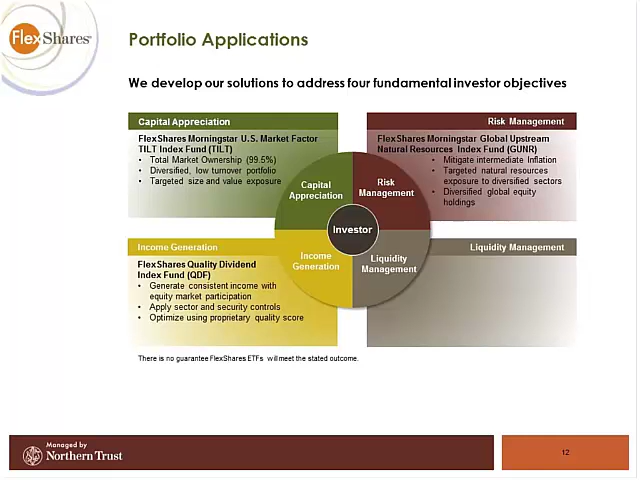 FlexShares®
Portfolio Applications
We develop our solutions to address four fundamental investor objectives
Capital Appreciation
FlexShares Morningstar U.S. Market Factor
TILT Index Fund (TILT)
• Total Market Ownership (99.5%)
• Diversified, low turnover portfolio
• Targeted size and value exposure
Risk Management
FlexShares Morningstar Global Upstream
Natural Resources Index Fund (GUNR)
• Mitigate intermediate Inflation
• Targeted natural resources
exposure to diversified sectors
• Diversified global equity
holdings
Capital
Appreciation
Risk
Management
Investor
Income
Generation
Liquidity
Management
Income Generation
FlexShares Quality Dividend
Index Fund (QDF)
• Generate consistent income with
equity market participation
• Apply sector and security controls
• Optimize using proprietary quality score
Liquidity Management
There is no guarantee FlexShares ETFs will meet the stated outcome.
Managed by
Northern Trust
12